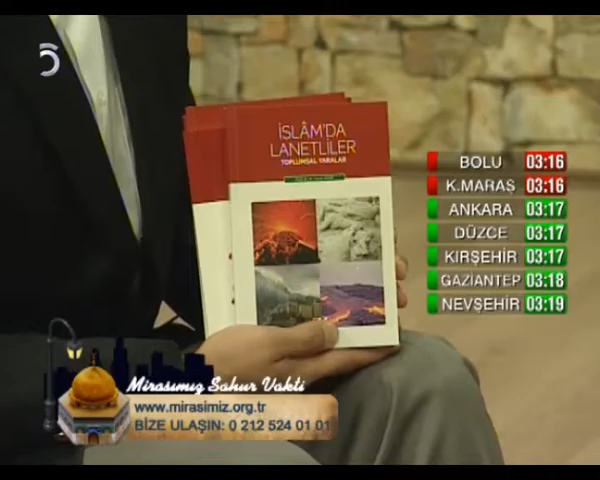 5
İSLÂM'DA
LANETLİLER
TOPLUMSAL YARALAR
BOLU 03:16
K.MARAŞ 03:16
ANKARA 03:17
DÜZCE 03:17
KIRŞEHİR 03:17
GAZİANTEP 03:18
NEVŞEHİR 03:19
Mirasımız Sahur Vakti
www.mirasimiz.org.tr
BİZE ULAŞIN: 0 212 524 01 01